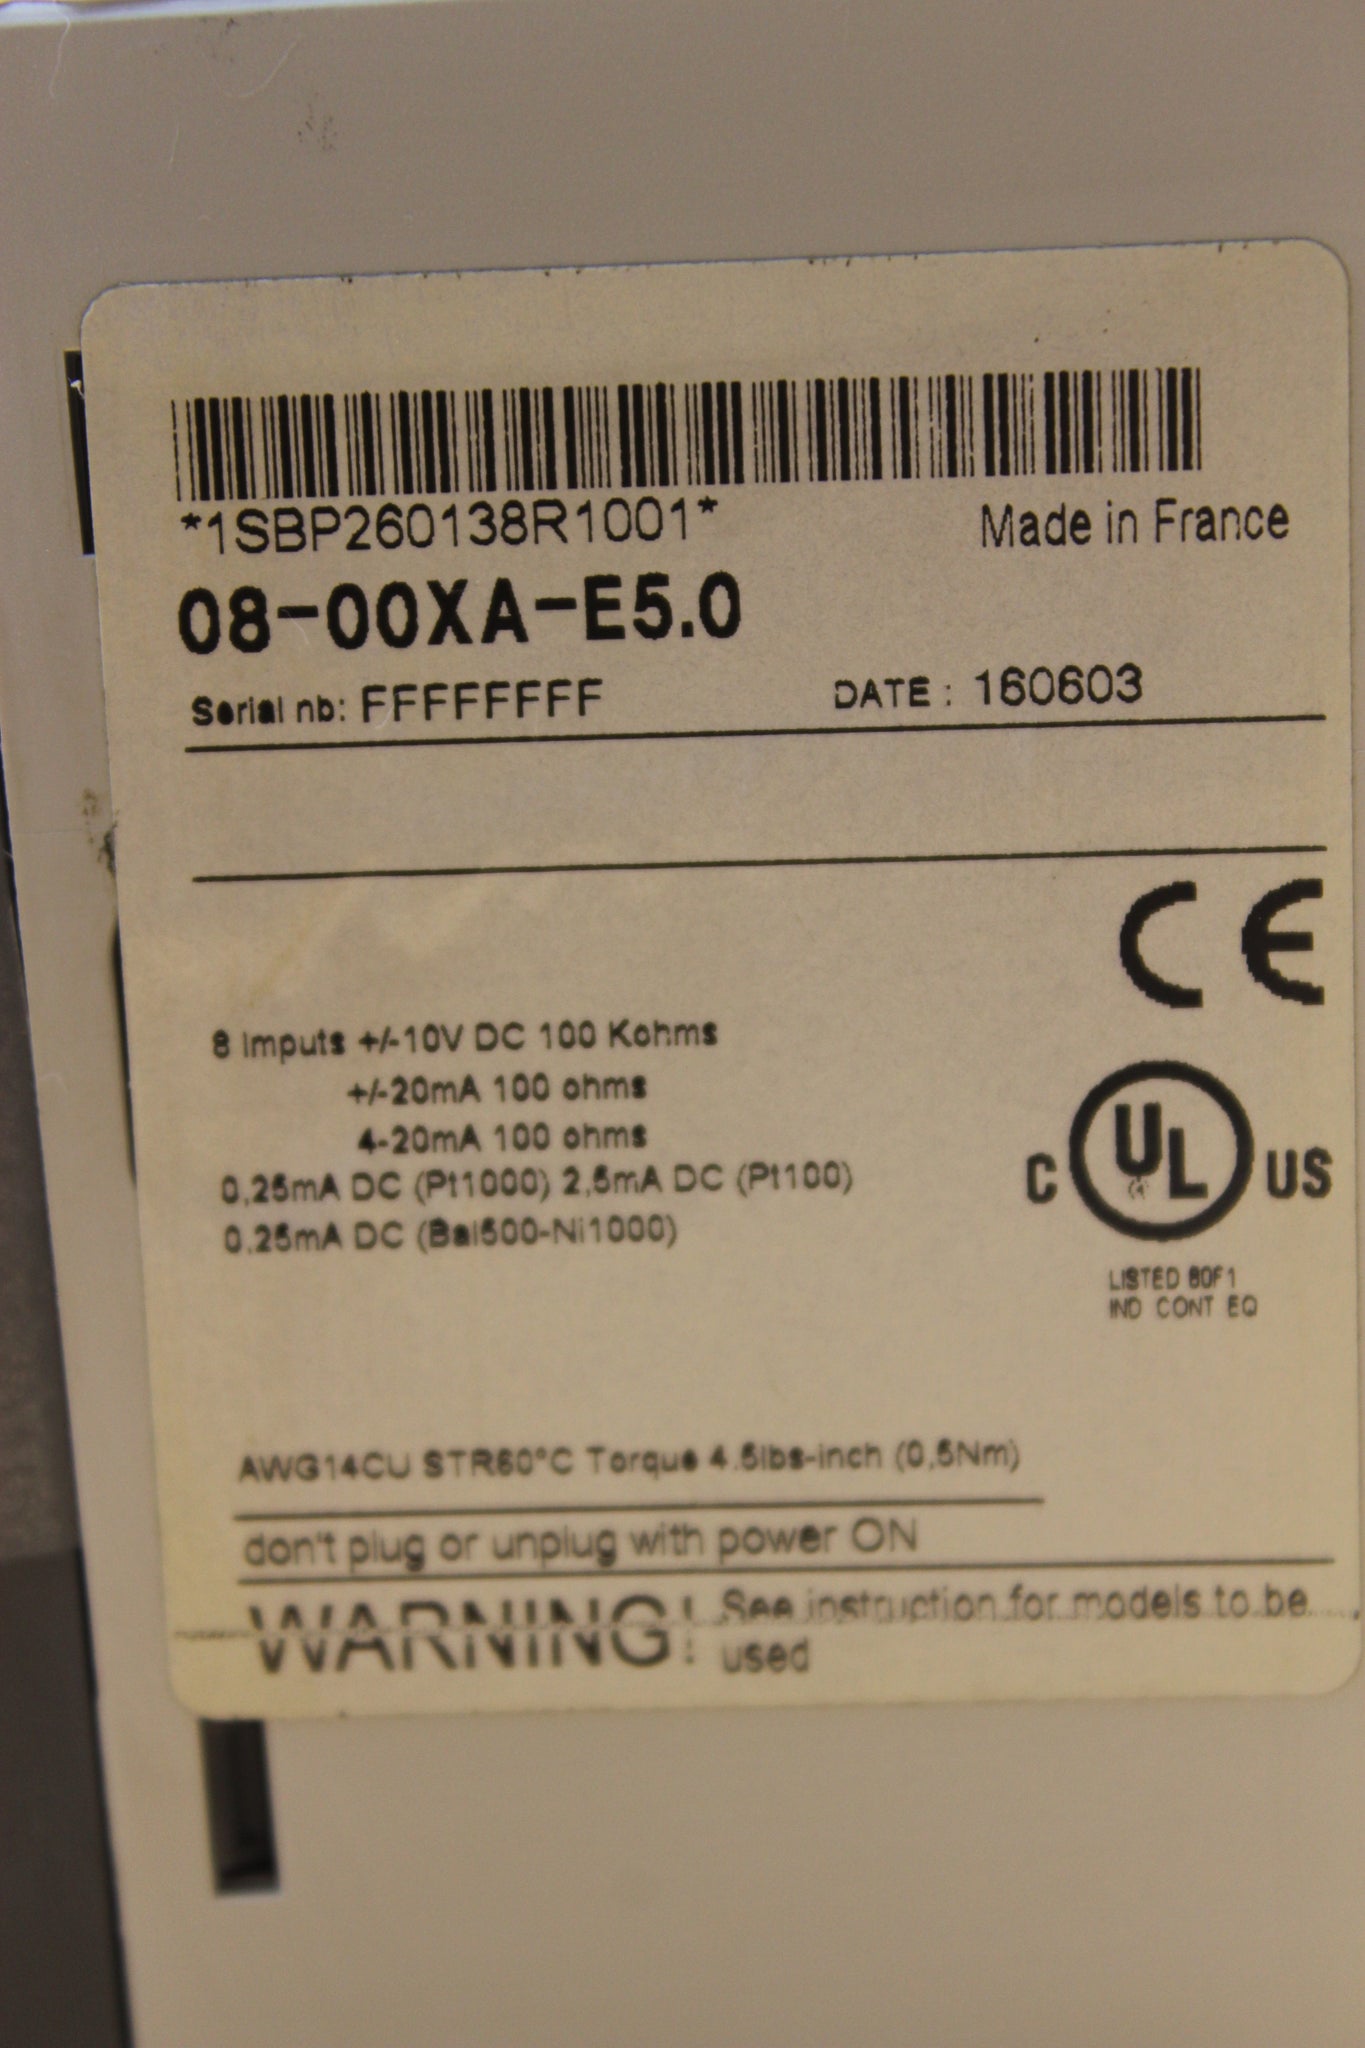 *1SBP260138R1001*
Made in France
08-00XA-E5.0
Serial nb: FFFFFFFF
DATE : 160603
CE
8 Imputs +/-10V DC 100 Kohms
+/-20mA 100 ohms
4-20mA 100 ohms
0,25mA DC (Pt1000) 2,5mA DC (Pt100)
0,25mA DC (Bal500-Ni1000)
C UL US
LISTED 80F1
IND CONT EQ
AWG14CU STR60°C Torque 4.5lbs-inch (0,5Nm)
don't plug or unplug with power ON
WARNING! See instruction for models to be
used